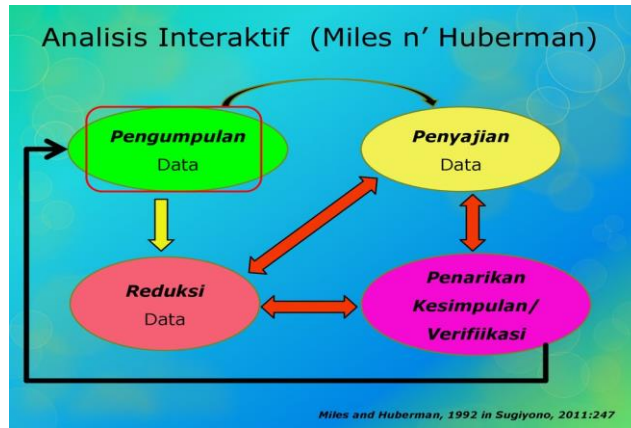 Analisis Interaktif (Miles n' Huberman)
Pengumpulan
Data
Penyajian
Data
Reduksi
Data
Penarikan
Kesimpulan/
Verifiikasi
Miles and Huberman, 1992 in Sugiyono, 2011:247